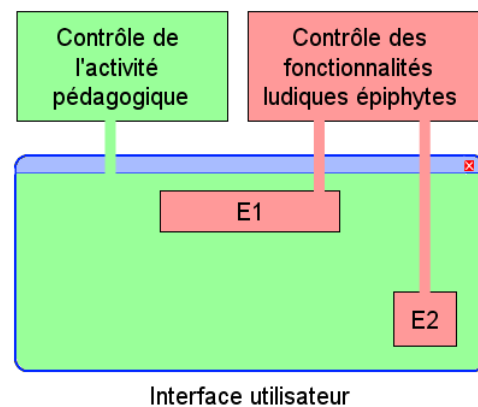 Contrôle de
l'activité
pédagogique
Contrôle des
fonctionnalités
ludiques épiphytes
E1
E2
Interface utilisateur